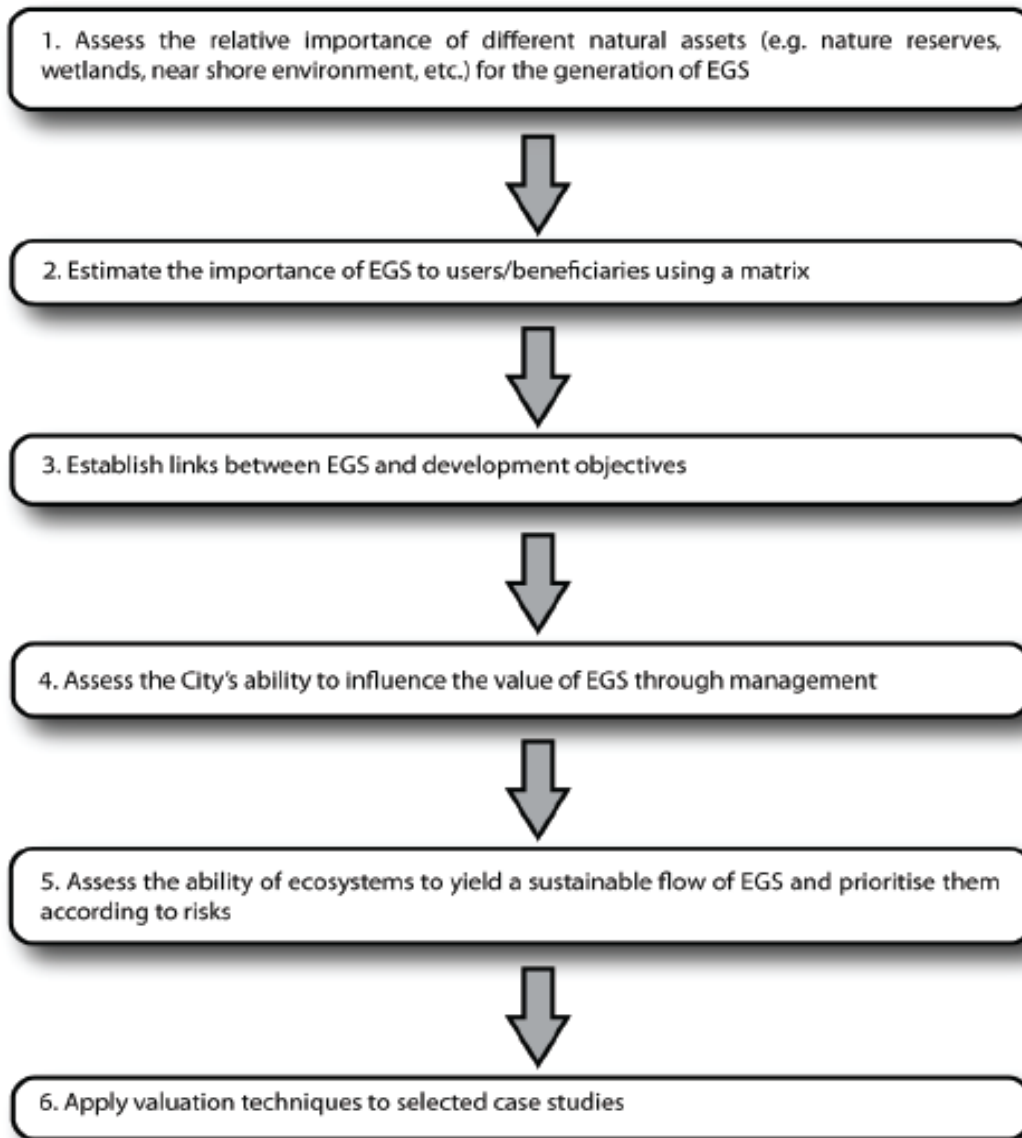 1. Assess the relative importance of different natural assets (e.g. nature reserves,
wetlands, near shore environment, etc.) for the generation of EGS
2. Estimate the importance of EGS to users/beneficiaries using a matrix
3. Establish links between EGS and development objectives
4. Assess the City's ability to influence the value of EGS through management
5. Assess the ability of ecosystems to yield a sustainable flow of EGS and prioritise them
according to risks
6. Apply valuation techniques to selected case studies